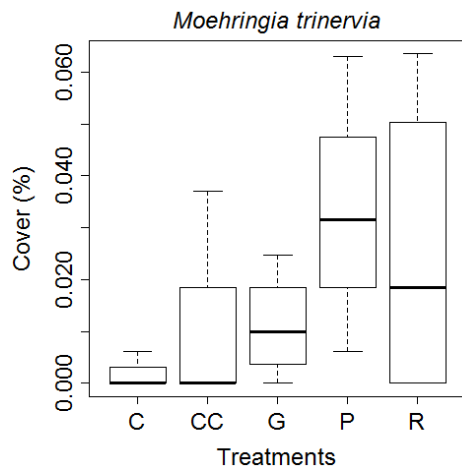 Moehringia trinervia
Cover (%)
0.060
0.040
0.020
0.000
C CC G P R
Treatments